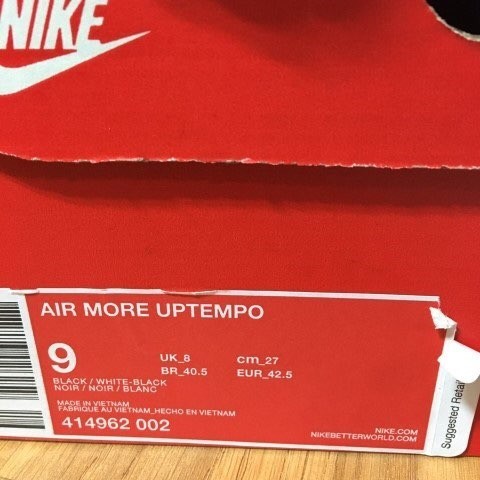 NIKE
AIR MORE UPTEMPO
9 UK_8 cm_27
BR_40.5 EUR_42.5
BLACK / WHITE-BLACK
NOIR / NOIR / BLANC
MADE IN VIETNAM
FABRIQUE AU VIETNAM_HECHO EN VIETNAM
414962 002
NIKE.COM
NIKEBETTERWORLD.COM
Suggested Retail